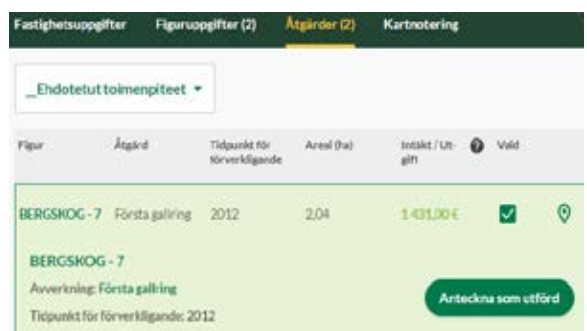 Fastighetsuppgifter Figuruppgifter (2) Åtgärder (2) Kartnotering
_Ehdotetut toimenpiteet
Figur Åtgärd Tidpunkt för förverkligande Areal (ha) Intäkt / Ut-gift Vald
BERGSKOG - 7 Första gallring 2012 2,04 1 431,00 €
BERGSKOG - 7
Avverkning: Första gallring
Anteckna som utförd
Tidpunkt för förverkligande: 2012